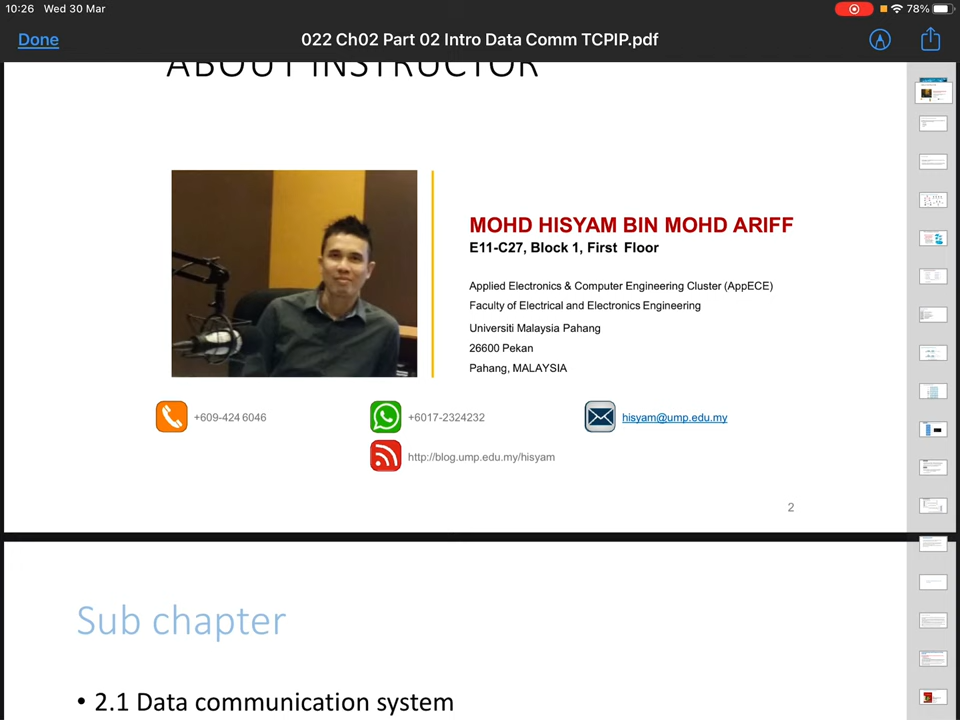 10:26 Wed 30 Mar
78%
Done
022 Ch02 Part 02 Intro Data Comm TCPIP.pdf
ABOUT INSTRUCTOR
MOHD HISYAM BIN MOHD ARIFF
E11-C27, Block 1, First Floor
Applied Electronics & Computer Engineering Cluster (AppECE)
Faculty of Electrical and Electronics Engineering
Universiti Malaysia Pahang
26600 Pekan
Pahang, MALAYSIA
+609-424 6046
+6017-2324232
hisyam@ump.edu.my
http://blog.ump.edu.my/hisyam
2
Sub chapter
• 2.1 Data communication system